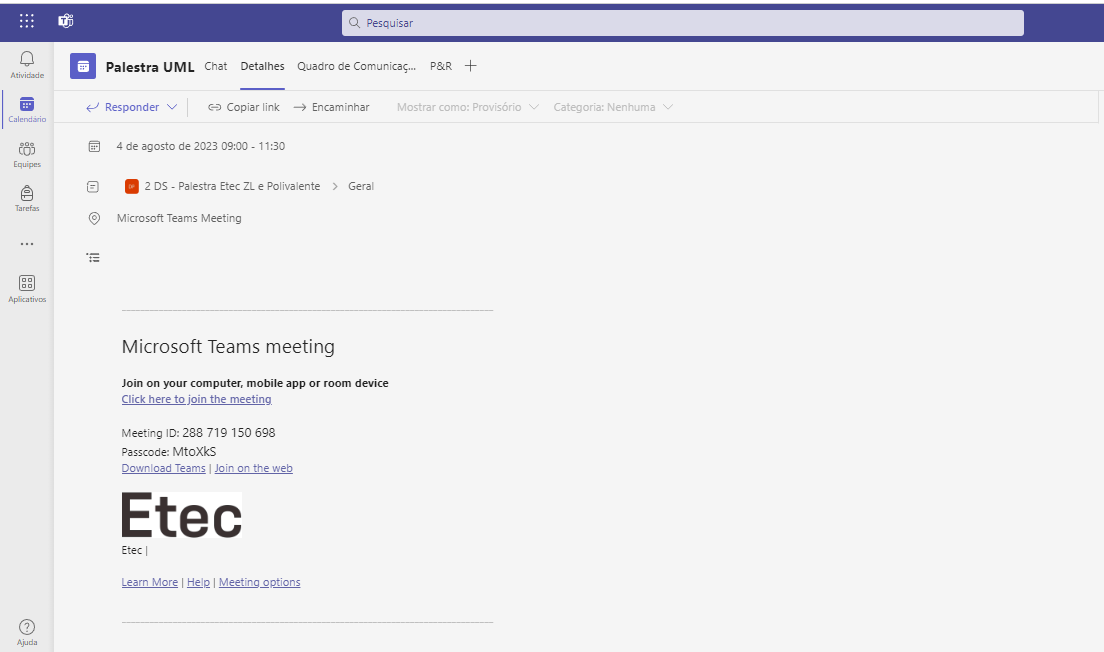 Pesquisar
Atividade
Calendário
Equipes
Tarefas
Aplicativos
Ajuda
Palestra UML Chat Detalhes Quadro de Comunicaç... P&R
Responder Copiar link Encaminhar Mostrar como: Provisório Categoria: Nenhuma
4 de agosto de 2023 09:00 - 11:30
2 DS - Palestra Etec ZL e Polivalente > Geral
Microsoft Teams Meeting
Microsoft Teams meeting
Join on your computer, mobile app or room device
Click here to join the meeting
Meeting ID: 288 719 150 698
Passcode: MtoXkS
Download Teams | Join on the web
Etec
Etec |
Learn More | Help | Meeting options